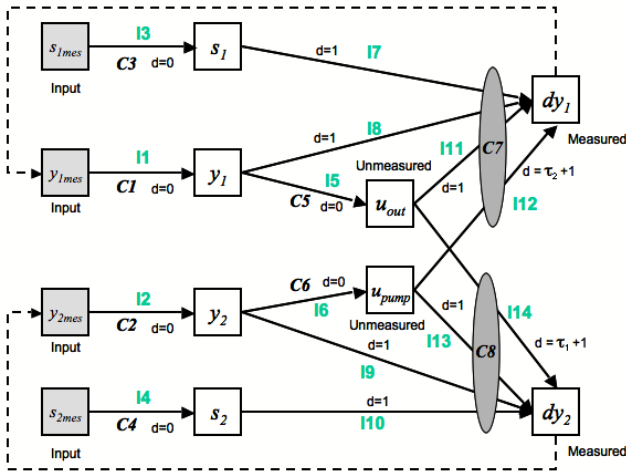 I3
s1mes
C3 d=0
s1
Input
d=1
I7
dy1
Measured
I8
d=1
I1
y1mes
C1 d=0
y1
Input
I5
C5 d=0
Unmeasured
uout
I11
d=1
C7
d = τ2 +1
I12
C6 d=0
I6
upump
Unmeasured
I2
y2mes
C2 d=0
y2
Input
d=1
I13
I14
C8
d = τ1 +1
d=1
I9
I4
s2mes
C4 d=0
s2
Input
d=1
I10
dy2
Measured